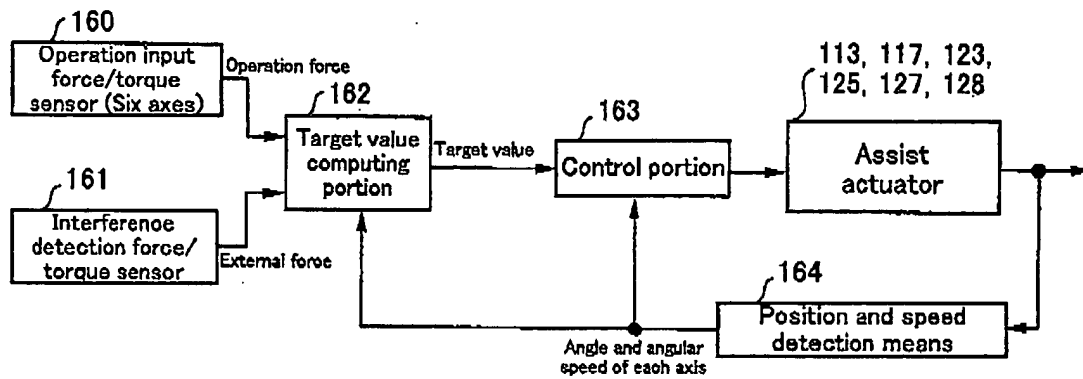 160
Operation input
force/torque
sensor (Six axes)
Operation force
161
Interference
detection force/
torque sensor
External force
162
Target value
computing
portion
Target value
163
Control portion
113, 117, 123,
125, 127, 128
Assist
actuator
164
Position and speed
detection means
Angle and angular
speed of each axis